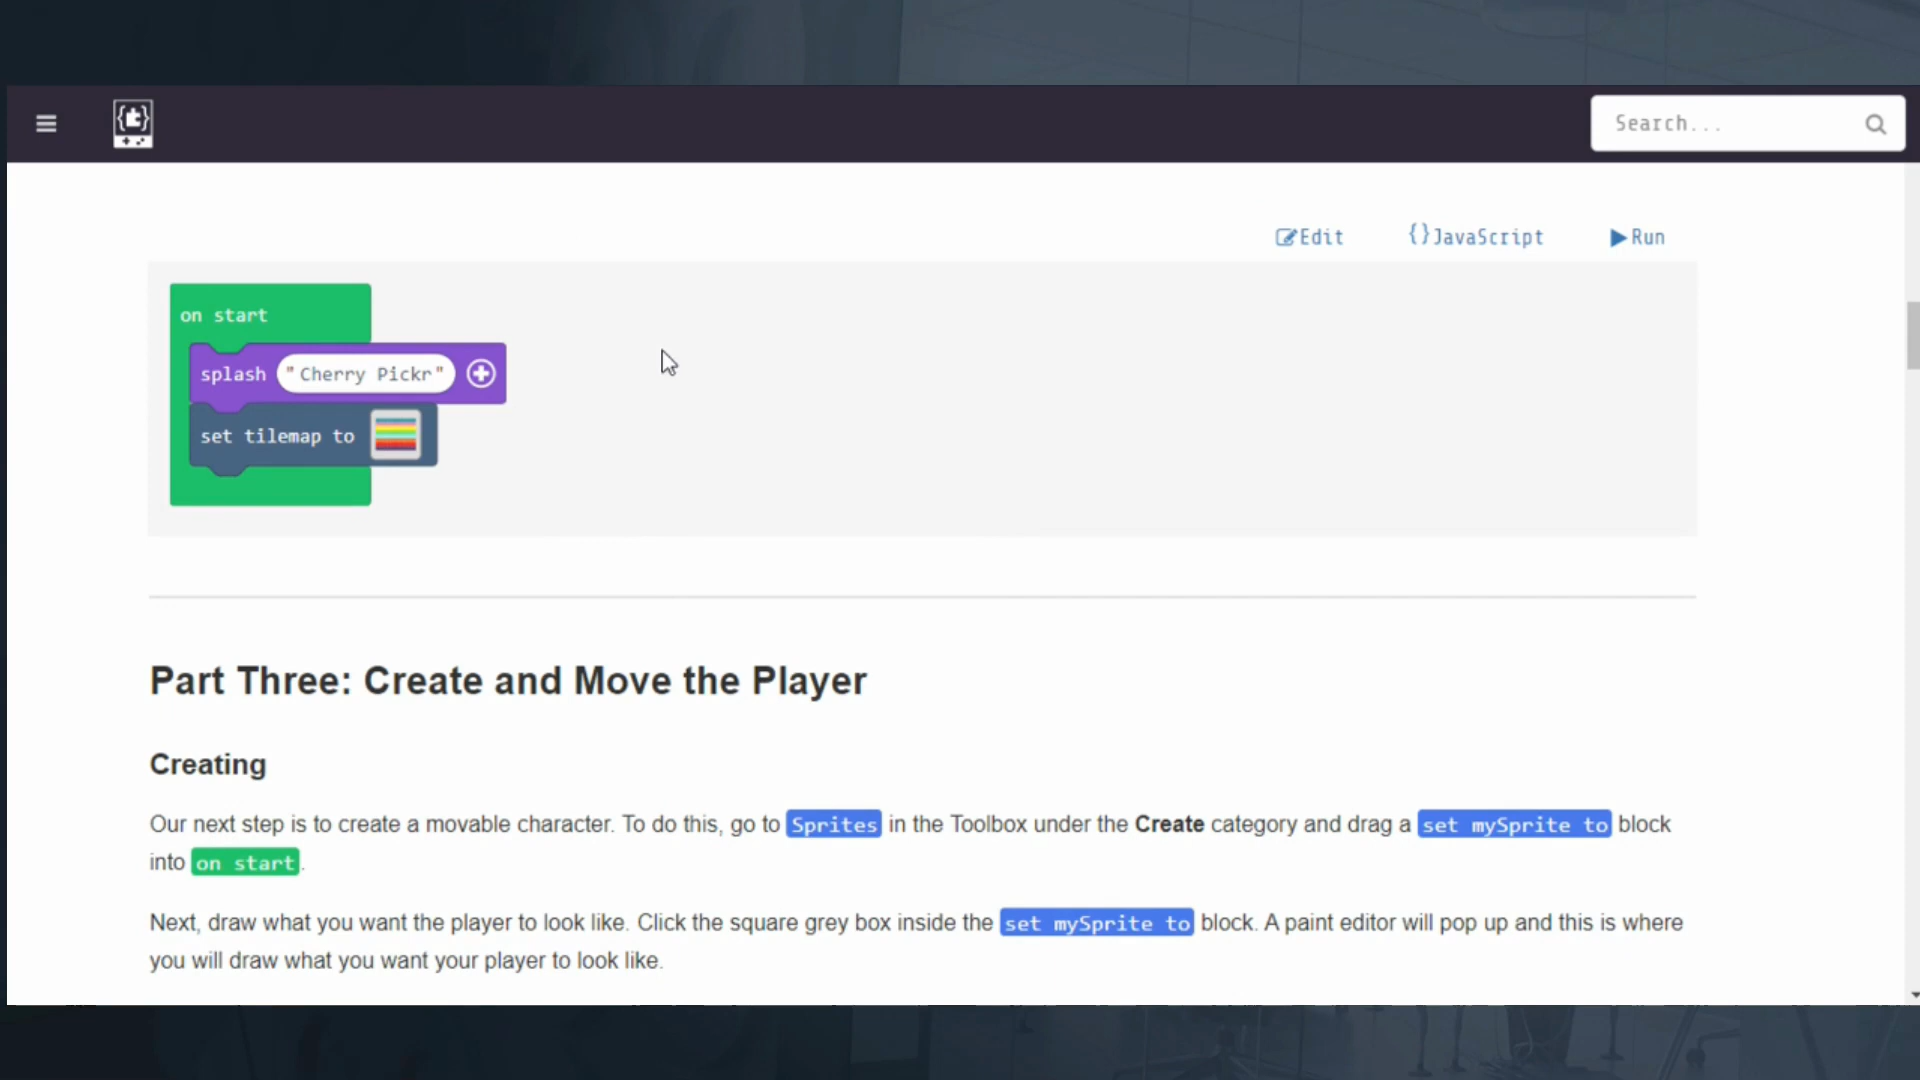 Search...
Edit {}JavaScript Run
on start
splash "Cherry Pickr"
set tilemap to
Part Three: Create and Move the Player
Creating
Our next step is to create a movable character. To do this, go to Sprites in the Toolbox under the Create category and drag a set mySprite to block
into on start.
Next, draw what you want the player to look like. Click the square grey box inside the set mySprite to block. A paint editor will pop up and this is where
you will draw what you want your player to look like.